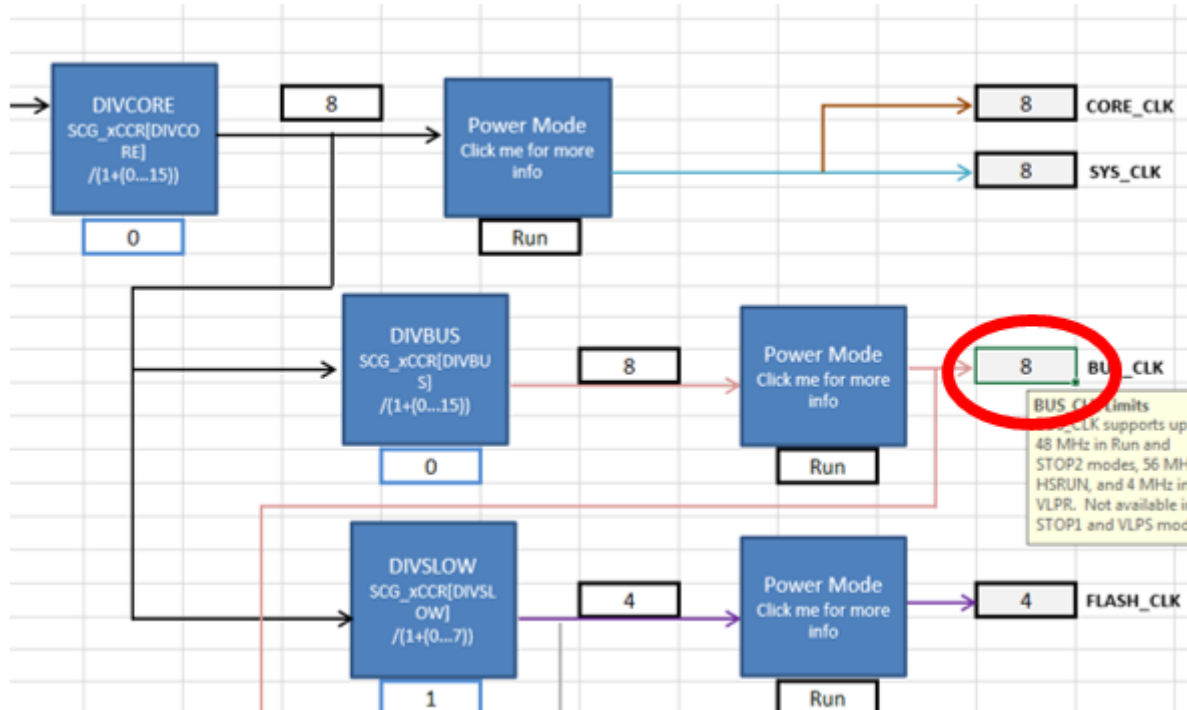 DIVCORE
SCG_xCCR[DIVCO
RE]
/(1+(0...15))
0
8
Power Mode
Click me for more
info
Run
8 CORE_CLK
8 SYS_CLK
DIVBUS
SCG_xCCR[DIVBU
S]
/(1+(0...15))
0
8
Power Mode
Click me for more
info
Run
8 BUS_CLK
BUS_CLK Limits
BUS_CLK supports up
48 MHz in Run and
STOP2 modes, 56 MH
HSRUN, and 4 MHz in
VLPR. Not available i
STOP1 and VLPS mod
DIVSLOW
SCG_xCCR[DIVSL
OW]
/(1+(0...7))
1
4
Power Mode
Click me for more
info
Run
4 FLASH_CLK